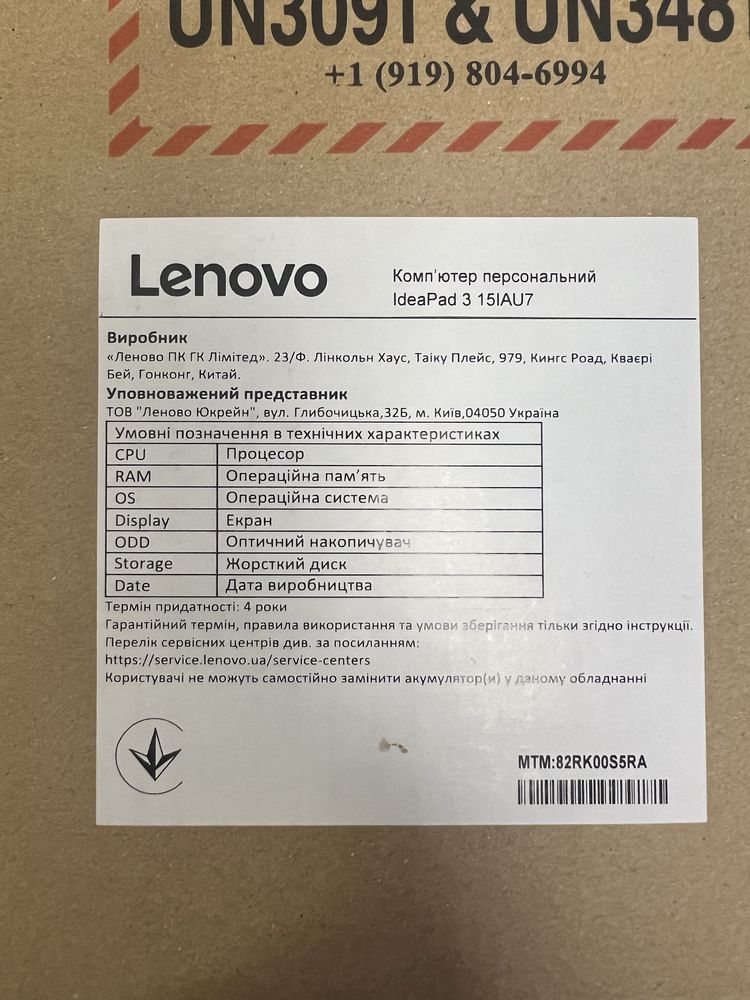 UN3091 & UN3481
+1 (919) 804-6994
Lenovo
Комп'ютер персональний
IdeaPad 3 15IAU7
Виробник
«Леново ПК ГК Лімітед». 23/Ф. Лінкольн Хаус, Таіку Плейс, 979, Кингс Роад, Кваєрі
Бей, Гонконг, Китай.
Уповноважений представник
ТОВ "Леново Юкрейн", вул. Глибочицька,32Б, м. Київ,04050 Україна
Умовні позначення в технічних характеристиках
CPU Процесор
RAM Операційна пам'ять
OS Операційна система
Display Екран
ODD Оптичний накопичувач
Storage Жорсткий диск
Date Дата виробництва
Термін придатності: 4 роки
Гарантійний термін, правила використання та умови зберігання тільки згідно інструкції.
Перелік сервісних центрів див. за посиланням:
https://service.lenovo.ua/service-centers
Користувачі не можуть самостійно замінити акумулятор(и) у даному обладнанні
MTM:82RK00S5RA